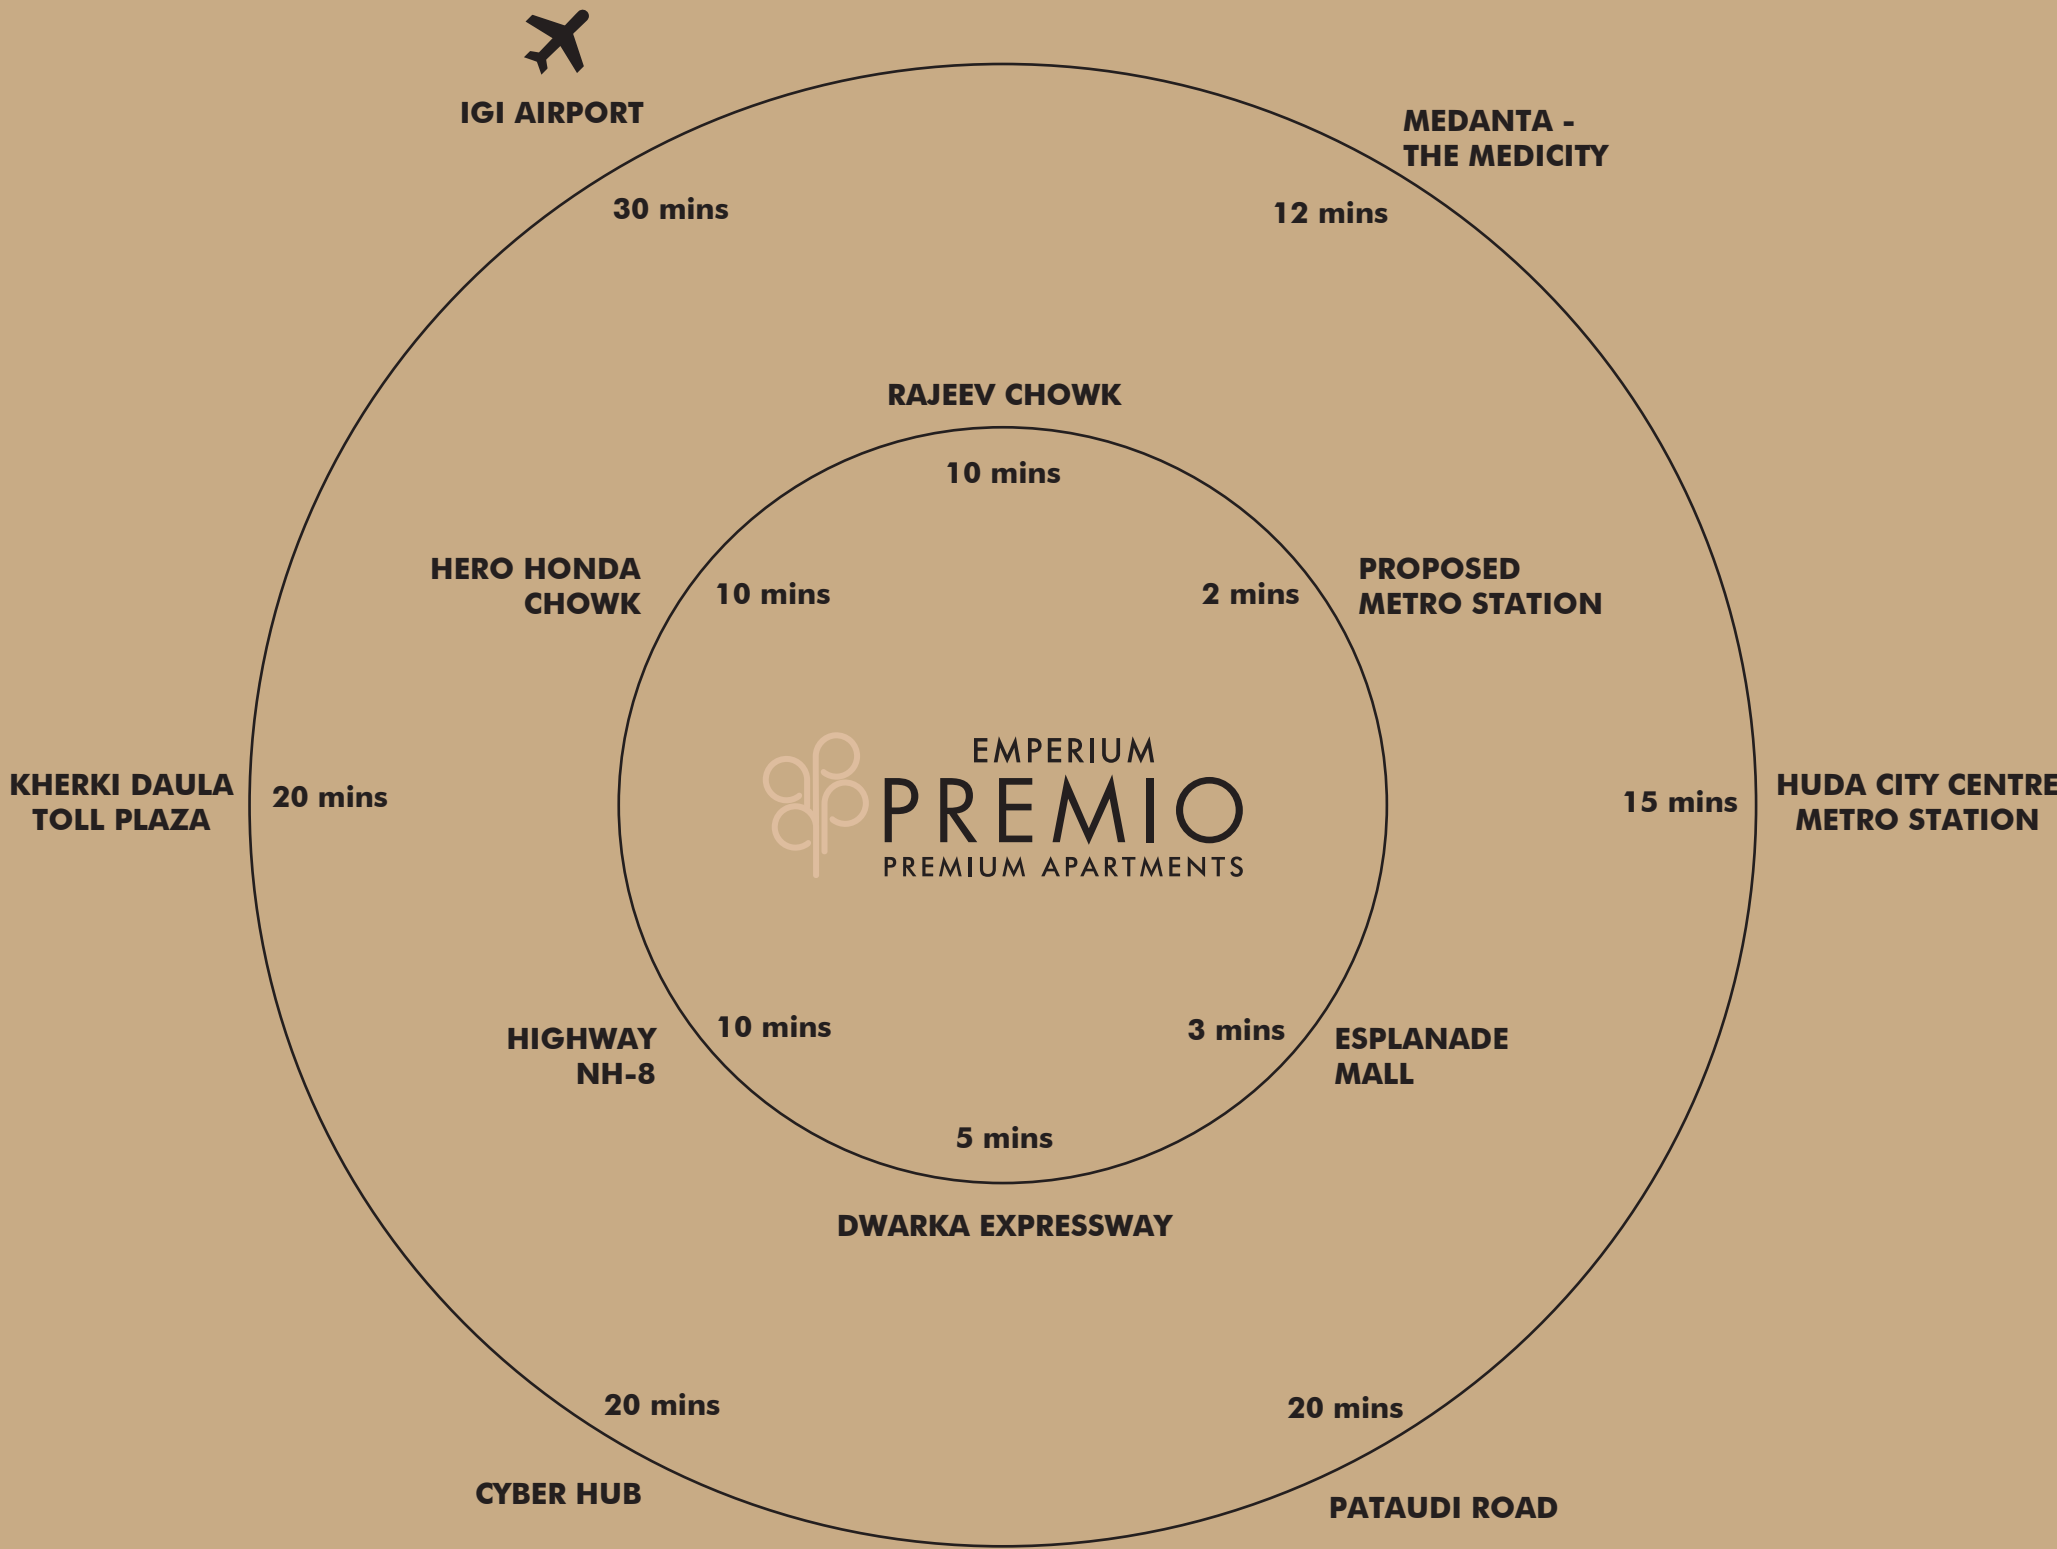 IGI AIRPORT
30 mins
MEDANTA -
THE MEDICITY
12 mins
RAJEEV CHOWK
10 mins
HERO HONDA
CHOWK
10 mins
2 mins
PROPOSED
METRO STATION
KHERKI DAULA
TOLL PLAZA
20 mins
EMPERIUM
PREMIO
PREMIUM APARTMENTS
15 mins
HUDA CITY CENTRE
METRO STATION
HIGHWAY
NH-8
10 mins
3 mins
ESPLANADE
MALL
5 mins
DWARKA EXPRESSWAY
20 mins
CYBER HUB
20 mins
PATAUDI ROAD